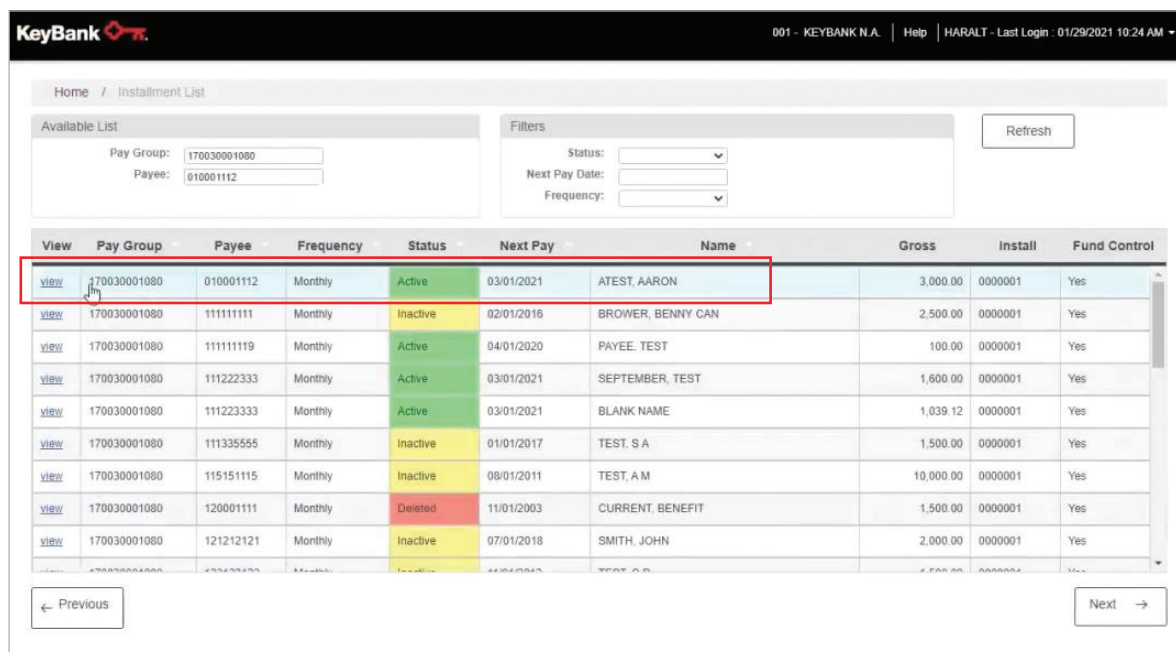 KeyBank
001 - KEYBANK N.A. | Help | HARALT - Last Login : 01/29/2021 10:24 AM
Home / Installment List
Available List
Pay Group: 170030001080
Payee: 010001112
Filters
Status:
Next Pay Date:
Frequency:
Refresh
View Pay Group Payee Frequency Status Next Pay Name Gross Install Fund Control
view 170030001080 010001112 Monthly Active 03/01/2021 ATEST, AARON 3,000.00 0000001 Yes
view 170030001080 111111111 Monthly Inactive 02/01/2016 BROWER, BENNY CAN 2,500.00 0000001 Yes
view 170030001080 111111119 Monthly Active 04/01/2020 PAYEE, TEST 100.00 0000001 Yes
view 170030001080 111222333 Monthly Active 03/01/2021 SEPTEMBER, TEST 1,600.00 0000001 Yes
view 170030001080 111223333 Monthly Active 03/01/2021 BLANK NAME 1,039.12 0000001 Yes
view 170030001080 111335555 Monthly Inactive 01/01/2017 TEST, S A 1,500.00 0000001 Yes
view 170030001080 115151115 Monthly Inactive 08/01/2011 TEST, A M 10,000.00 0000001 Yes
view 170030001080 120001111 Monthly Deleted 11/01/2003 CURRENT, BENEFIT 1,500.00 0000001 Yes
view 170030001080 121212121 Monthly Inactive 07/01/2018 SMITH, JOHN 2,000.00 0000001 Yes
← Previous
Next →